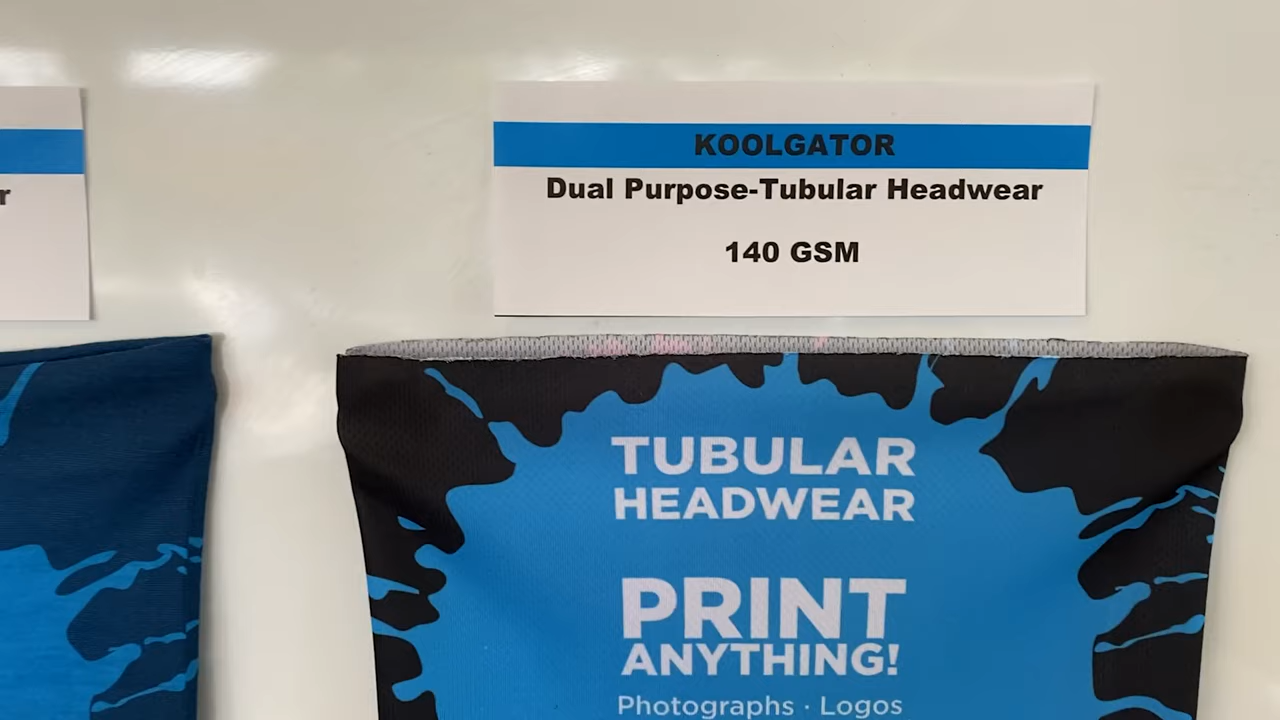 KOOLGATOR
Dual Purpose-Tubular Headwear
140 GSM
TUBULAR
HEADWEAR
PRINT
ANYTHING!
Photographs · Logos